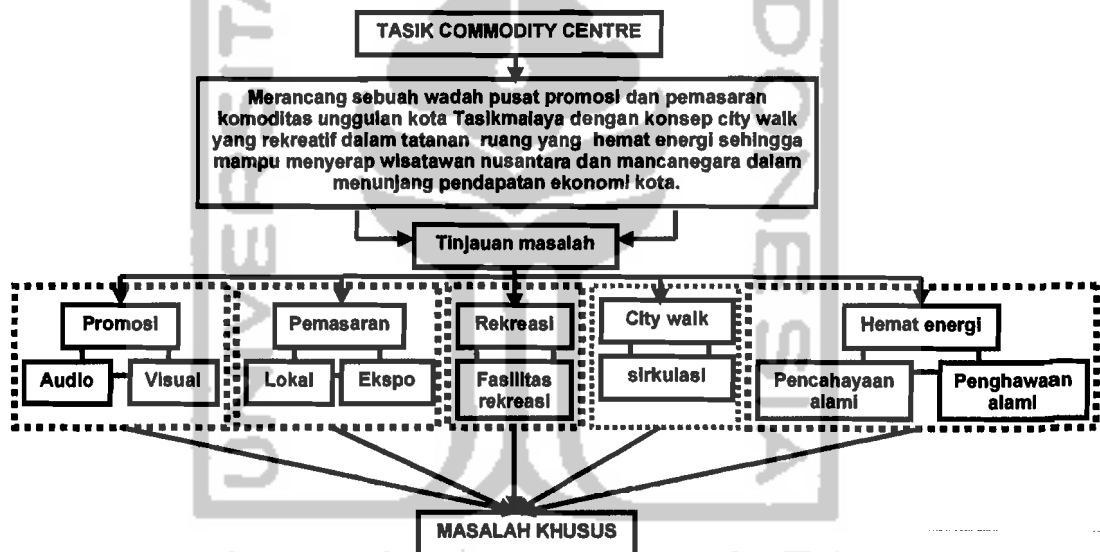 TASIK COMMODITY CENTRE
Merancang sebuah wadah pusat promosi dan pemasaran
komoditas unggulan kota Tasikmalaya dengan konsep city walk
yang rekreatif dalam tatanan ruang yang hemat energi sehingga
mampu menyerap wisatawan nusantara dan mancanegara dalam
menunjang pendapatan ekonomi kota.
Tinjauan masalah
Promosi
Audio
Visual
Pemasaran
Lokal
Ekspo
Rekreasi
Fasilitas
rekreasi
City walk
sirkulasi
Hemat energi
Pencahayaan
alami
Penghawaan
alami
MASALAH KHUSUS